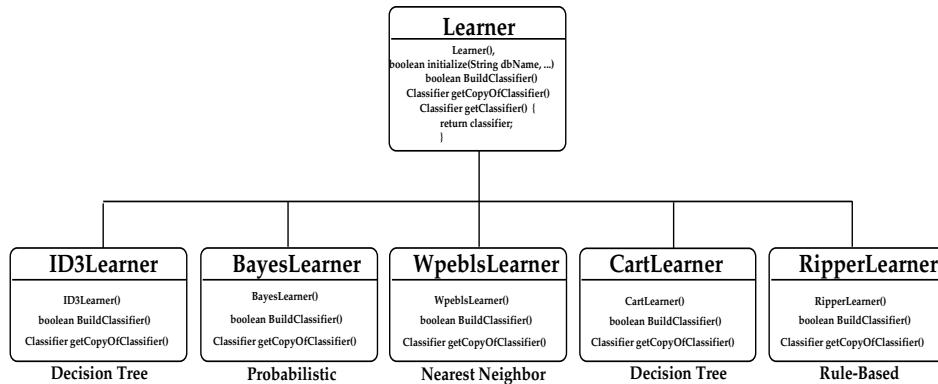 Learner
Learner(),
boolean initialize(String dbName, ...)
boolean BuildClassifier()
Classifier getCopyOfClassifier()
Classifier getClassifier() {
return classifier;
}
ID3Learner
ID3Learner()
boolean BuildClassifier()
Classifier getCopyOfClassifier()
Decision Tree
BayesLearner
BayesLearner()
boolean BuildClassifier()
Classifier getCopyOfClassifier()
Probabilistic
WpeblsLearner
WpeblsLearner()
boolean BuildClassifier()
Classifier getCopyOfClassifier()
Nearest Neighbor
CartLearner
CartLearner()
boolean BuildClassifier()
Classifier getCopyOfClassifier()
Decision Tree
RipperLearner
RipperLearner()
boolean BuildClassifier()
Classifier getCopyOfClassifier()
Rule-Based